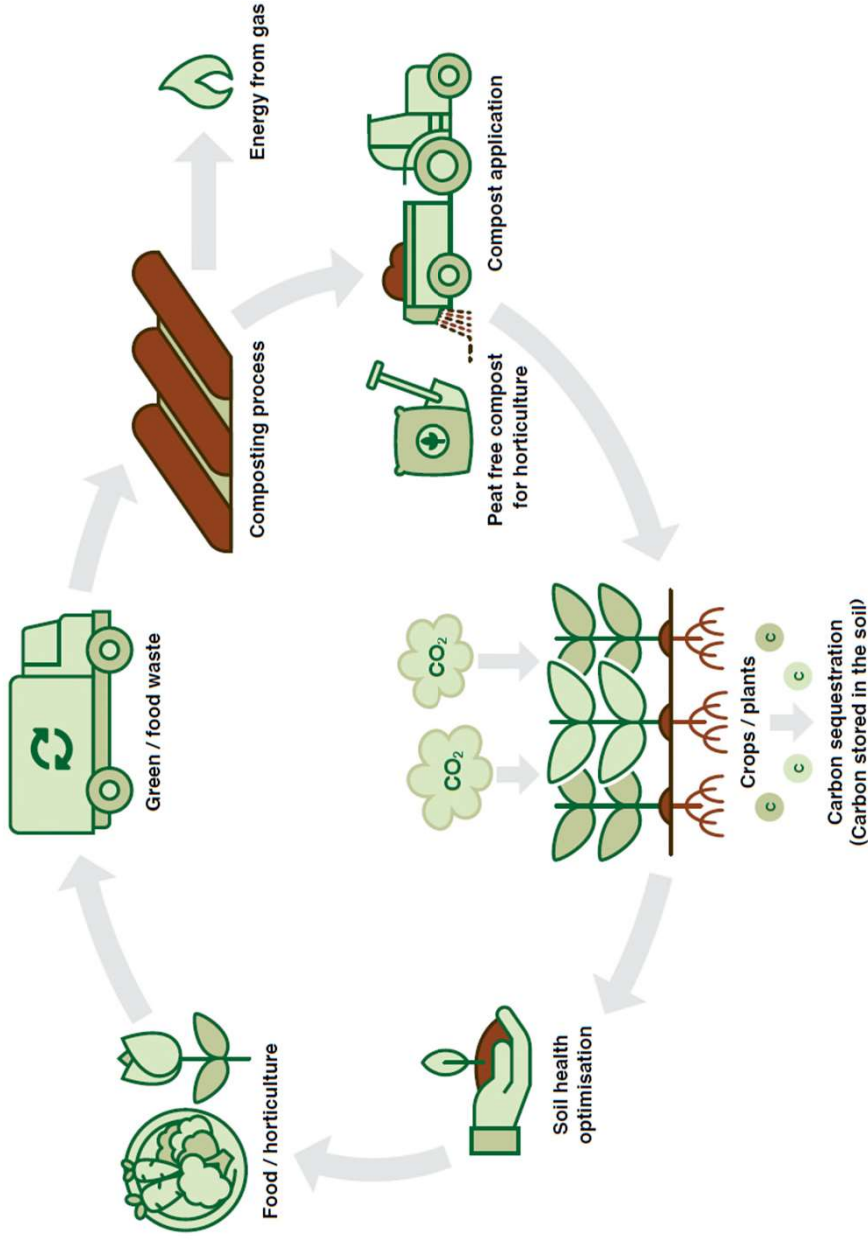 Green / food waste
Composting process
Energy from gas
Food / horticulture
Peat free compost
for horticulture
Compost application
CO₂
CO₂
Soil health
optimisation
Crops / plants
C
C
C
C
Carbon sequestration
(Carbon stored in the soil)